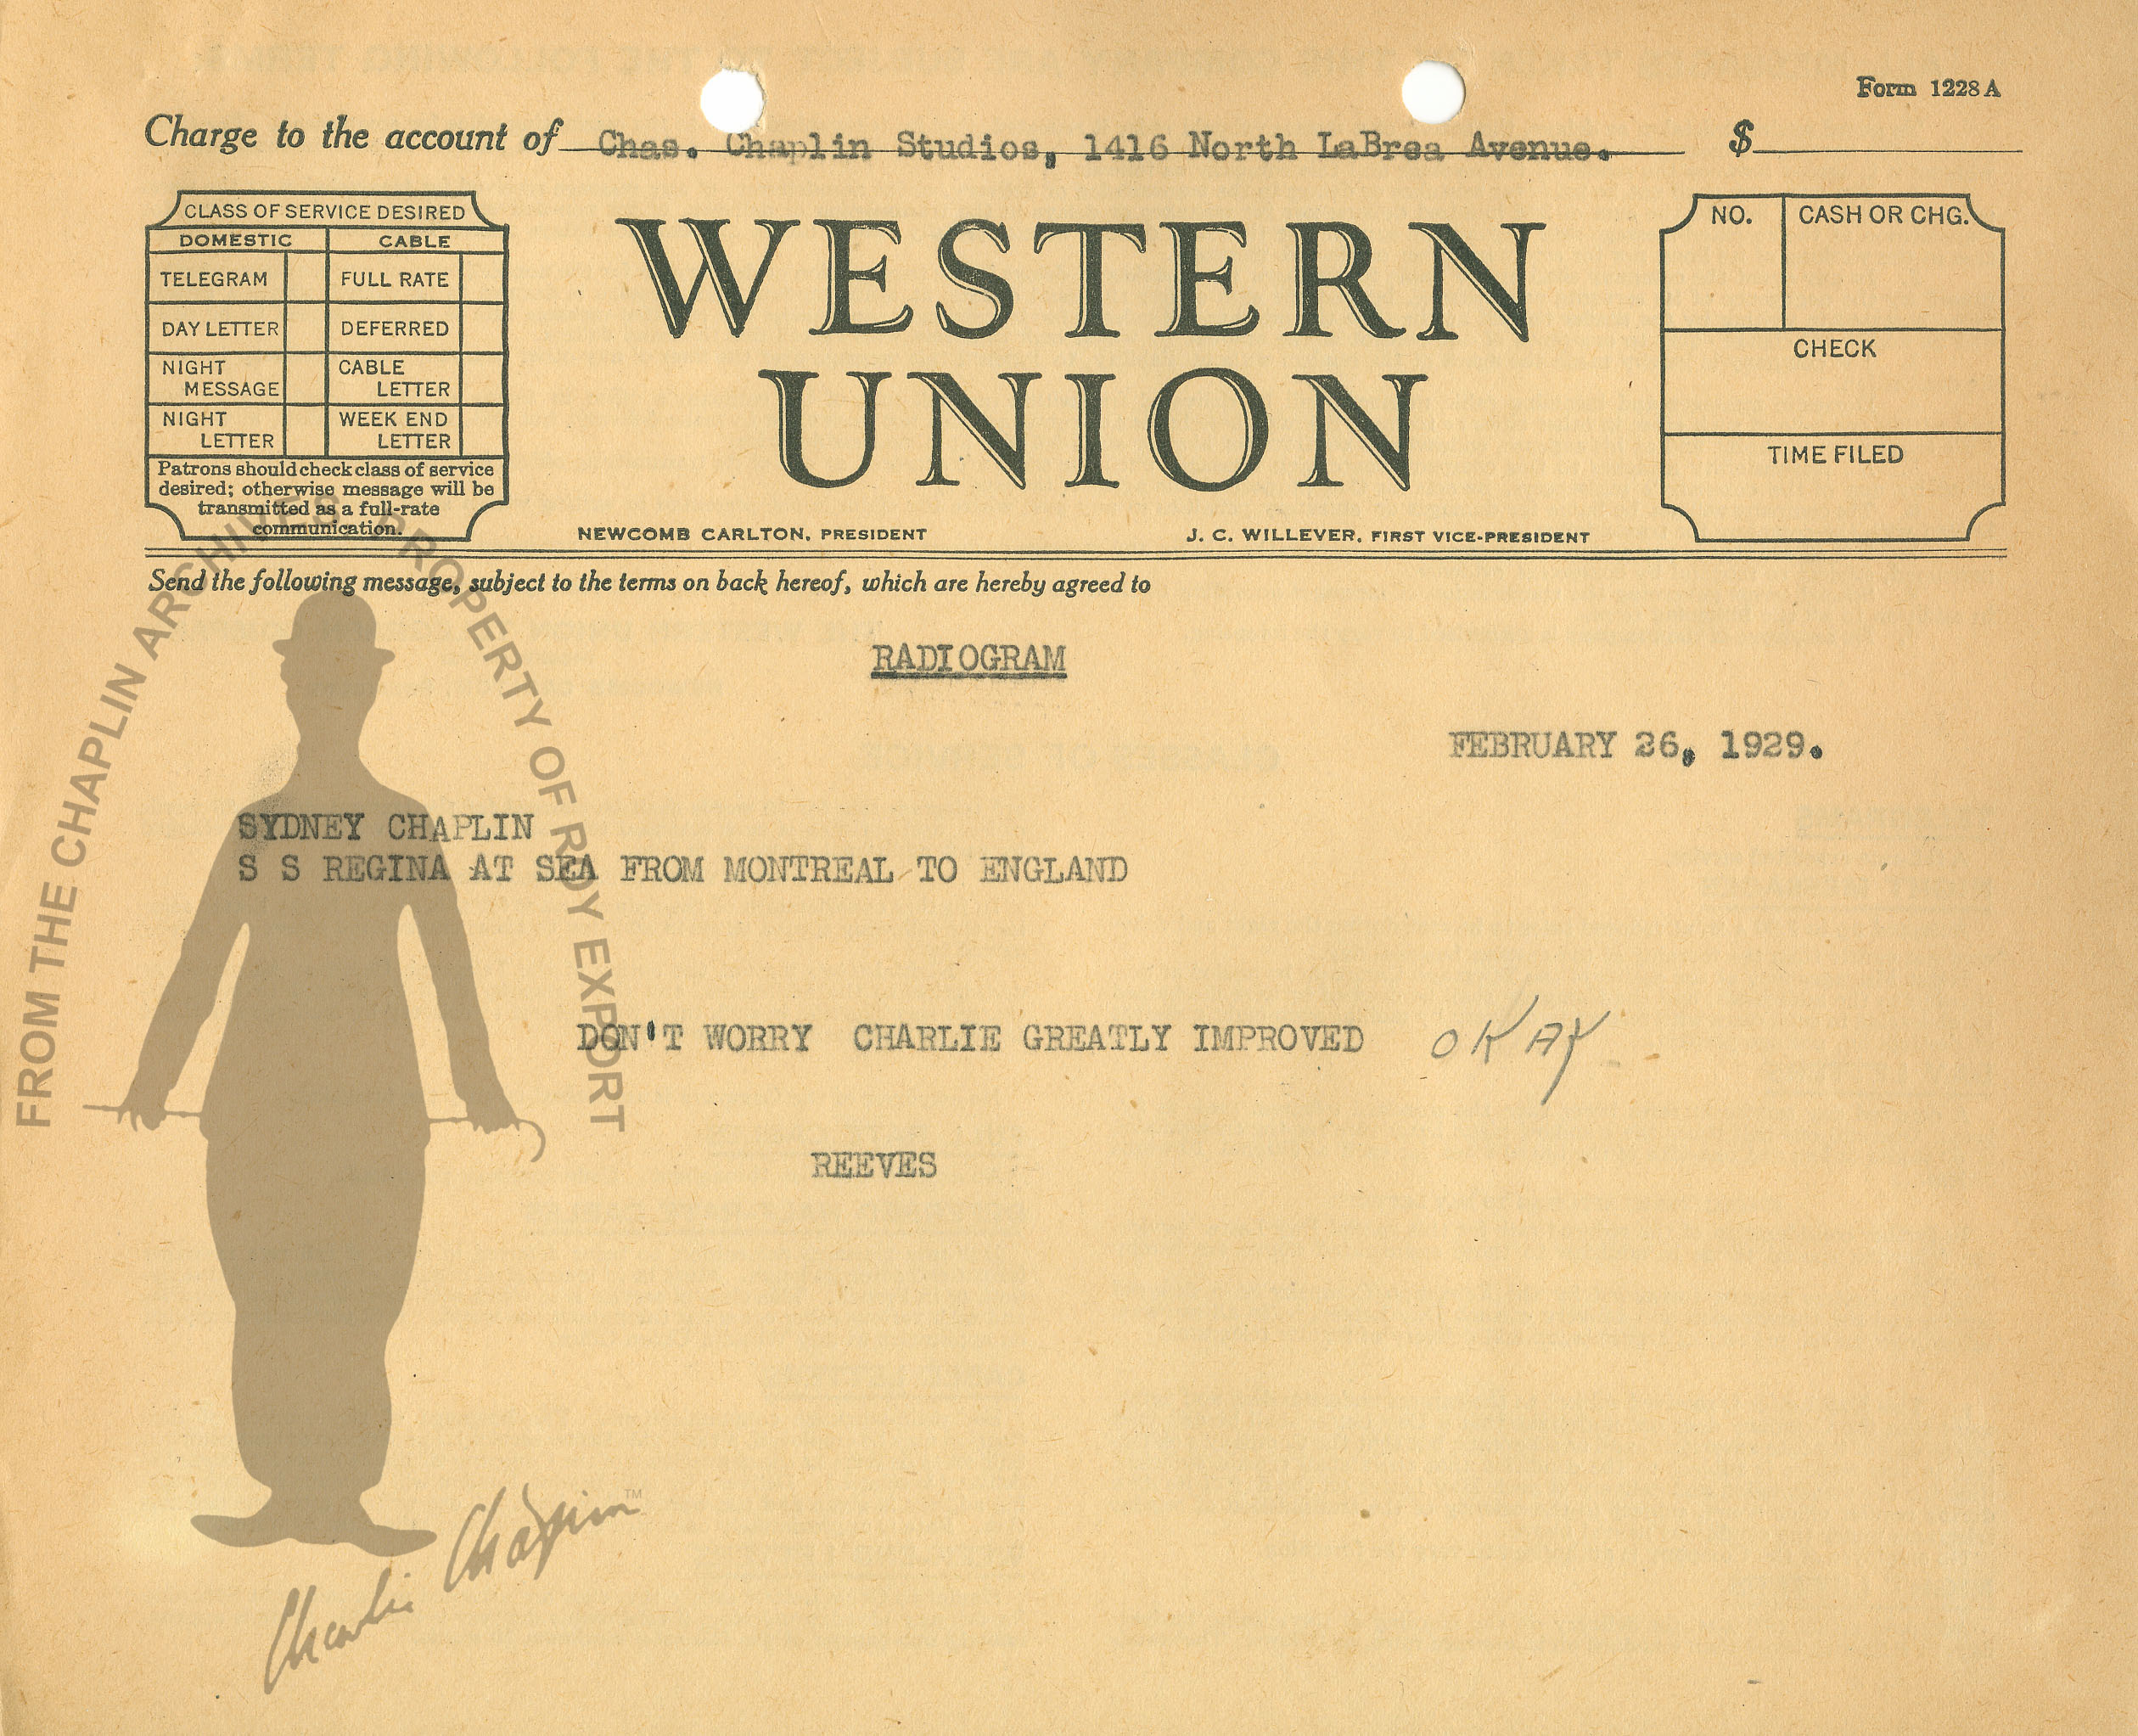 Form 1228 A
Charge to the account of Chas. Chaplin Studios, 1416 North LaBrea Avenue. $
CLASS OF SERVICE DESIRED
DOMESTIC CABLE
TELEGRAM FULL RATE
DAY LETTER DEFERRED
NIGHT MESSAGE CABLE LETTER
NIGHT LETTER WEEK END LETTER
Patrons should check class of service
desired; otherwise message will be
transmitted as a full-rate
communication.
WESTERN
UNION
NEWCOMB CARLTON, PRESIDENT J. C. WILLEVER, FIRST VICE-PRESIDENT
NO. CASH OR CHG.
CHECK
TIME FILED
Send the following message, subject to the terms on back hereof, which are hereby agreed to
RADIOGRAM
FEBRUARY 26, 1929.
SYDNEY CHAPLIN
S S REGINA AT SEA FROM MONTREAL TO ENGLAND
DON'T WORRY CHARLIE GREATLY IMPROVED OKAY
REEVES
FROM THE CHAPLIN ARCHIVES. PROPERTY OF ROY EXPORT
Charlie Chaplin™